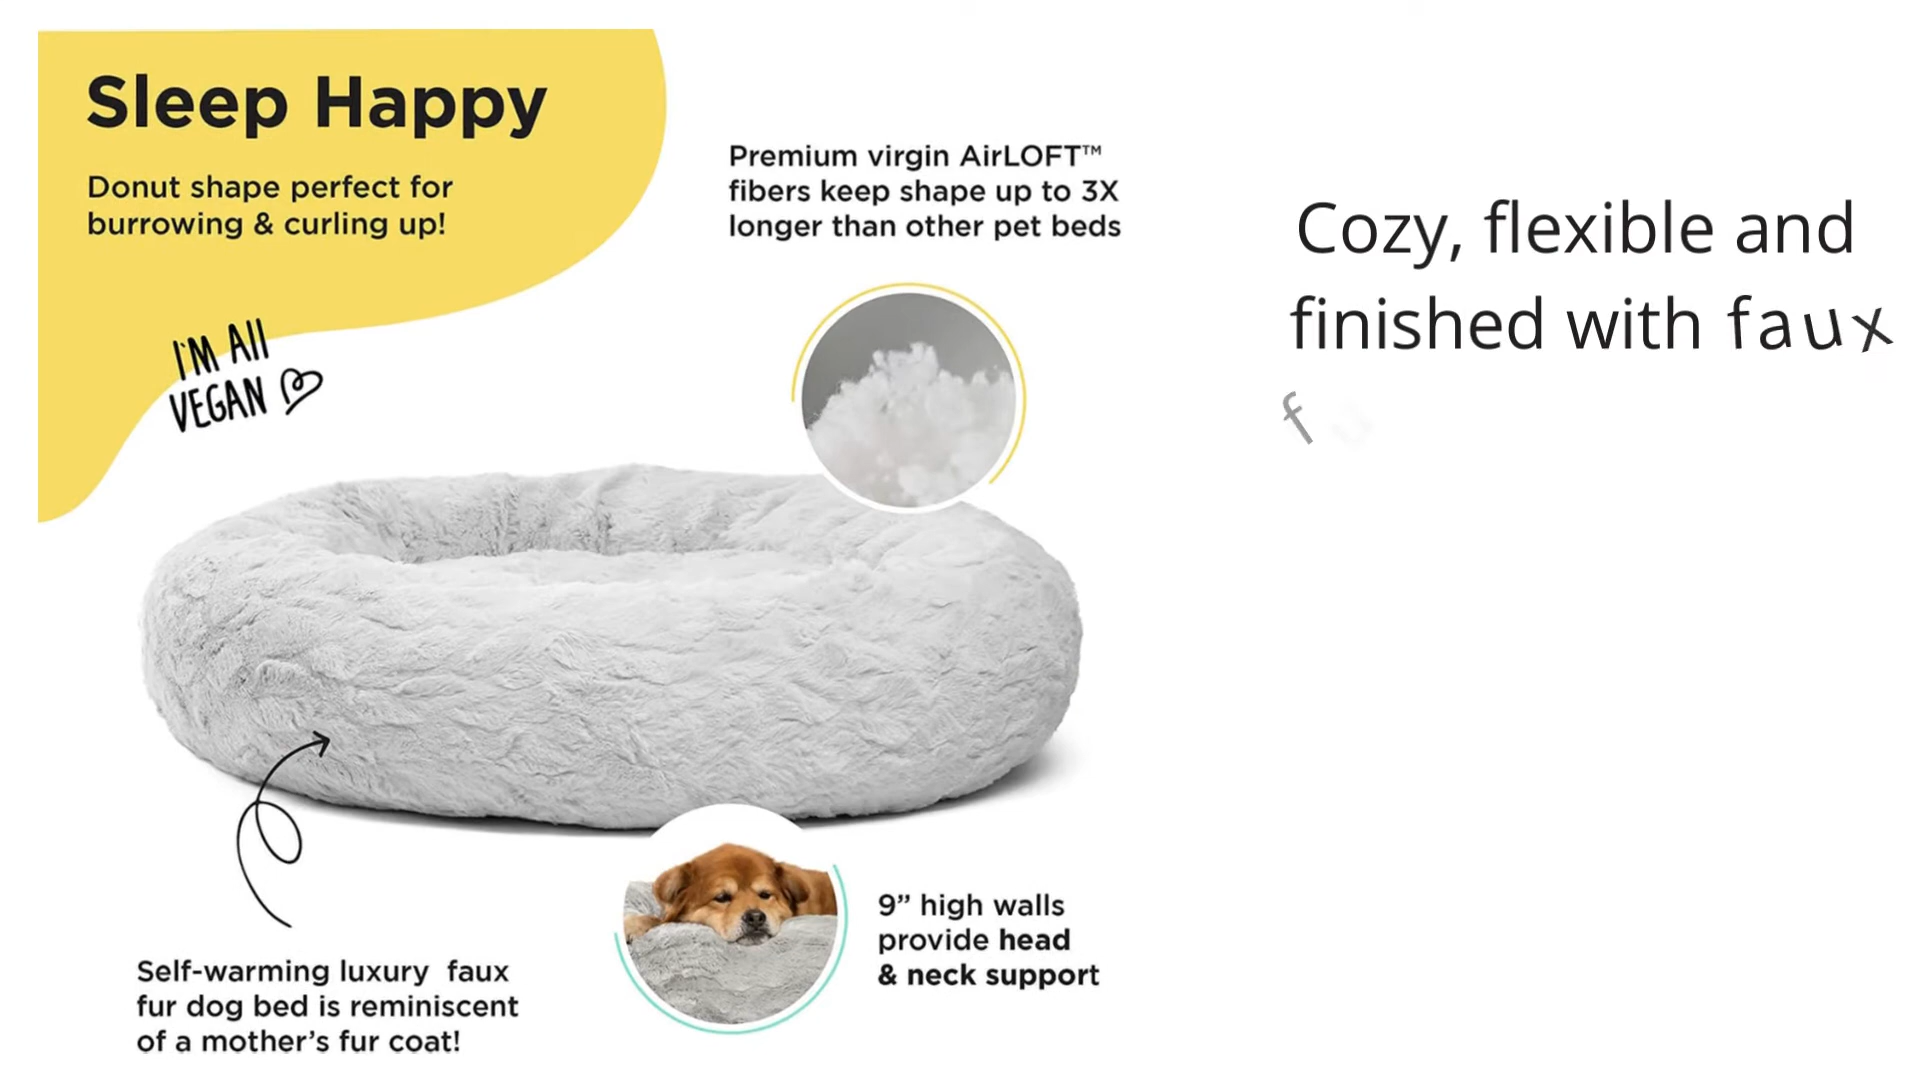 Sleep Happy
Donut shape perfect for
burrowing & curling up!
I'M All
VEGAN
Premium virgin AirLOFT™
fibers keep shape up to 3X
longer than other pet beds
Self-warming luxury faux
fur dog bed is reminiscent
of a mother's fur coat!
9” high walls
provide head
& neck support
Cozy, flexible and
finished with faux
f u